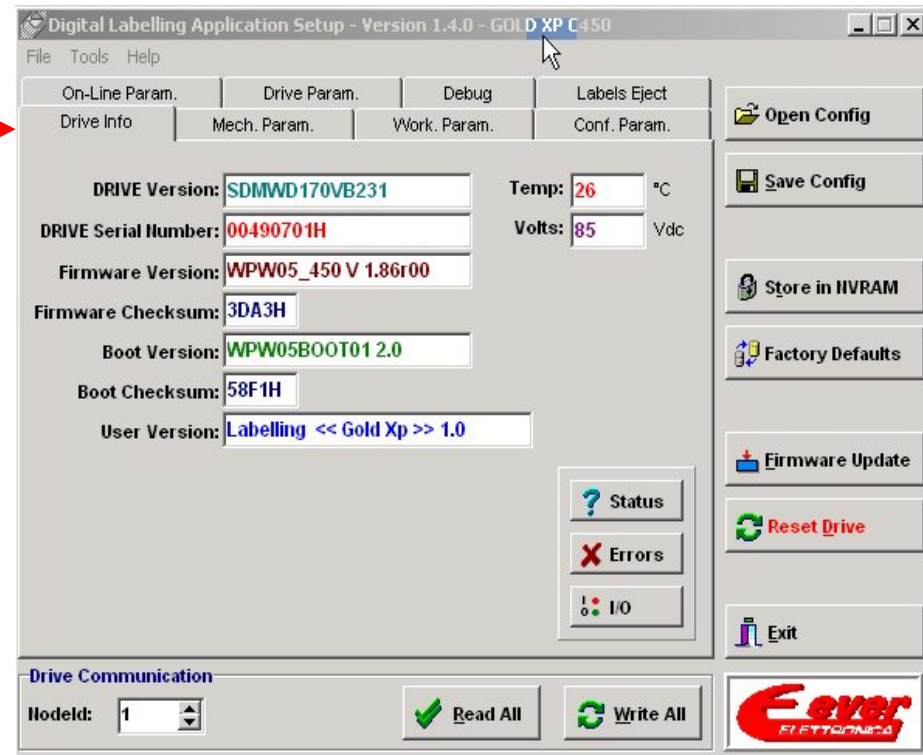 Digital Labelling Application Setup - Version 1.4.0 - GOLD XP C450
File Tools Help
On-Line Param. Drive Param. Debug Labels Eject
Drive Info Mech. Param. Work. Param. Conf. Param.
DRIVE Version: SDMWD170VB231 Temp: 26 °C
DRIVE Serial Number: 00490701H Volts: 85 Vdc
Firmware Version: WPW05_450 V 1.86r00
Firmware Checksum: 3DA3H
Boot Version: WPW05BOOT01 2.0
Boot Checksum: 58F1H
User Version: Labelling << Gold Xp >> 1.0
? Status
Errors
I/O
Open Config
Save Config
Store in NVRAM
Factory Defaults
Firmware Update
Reset Drive
Exit
Drive Communication
NodeId: 1 Read All Write All
ever
ELETTRONICA